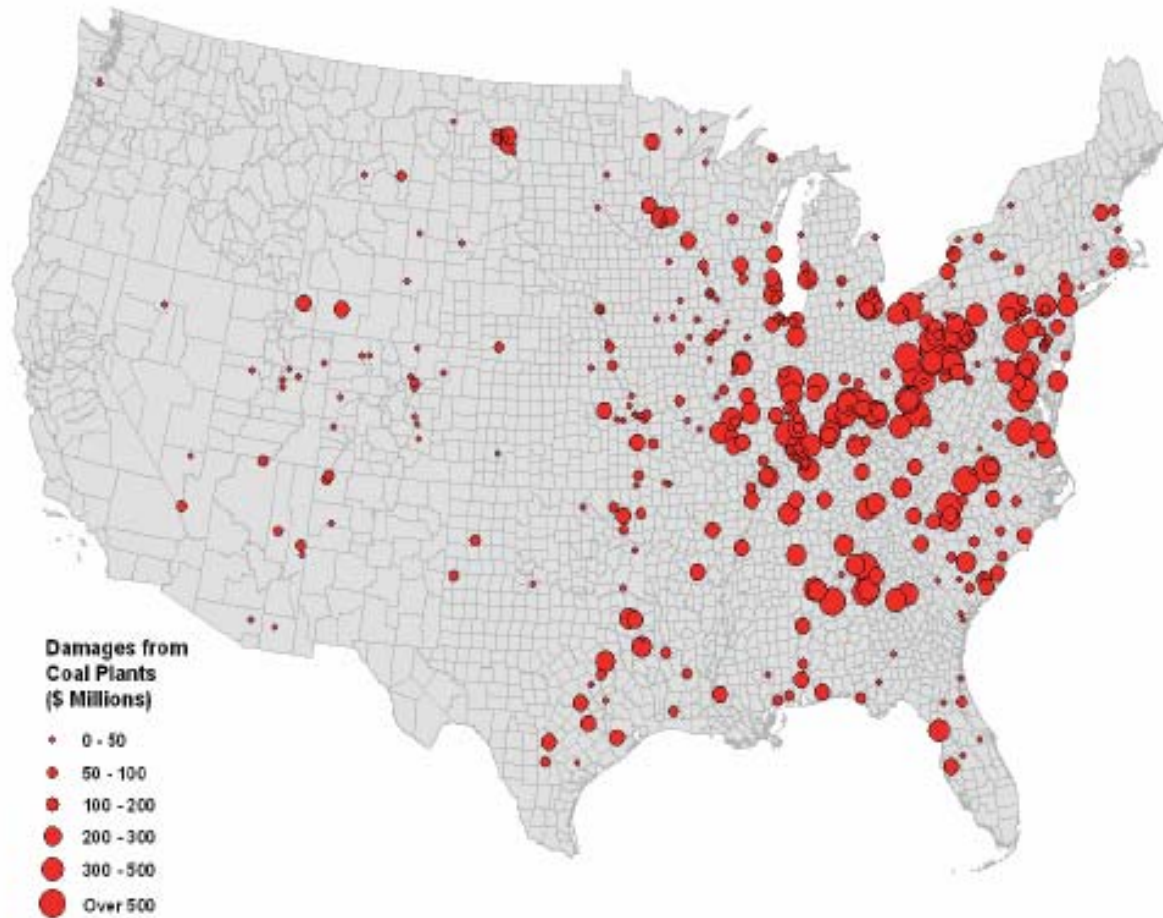 Damages from
Coal Plants
($ Millions)
0 - 50
50 - 100
100 - 200
200 - 300
300 - 500
Over 500